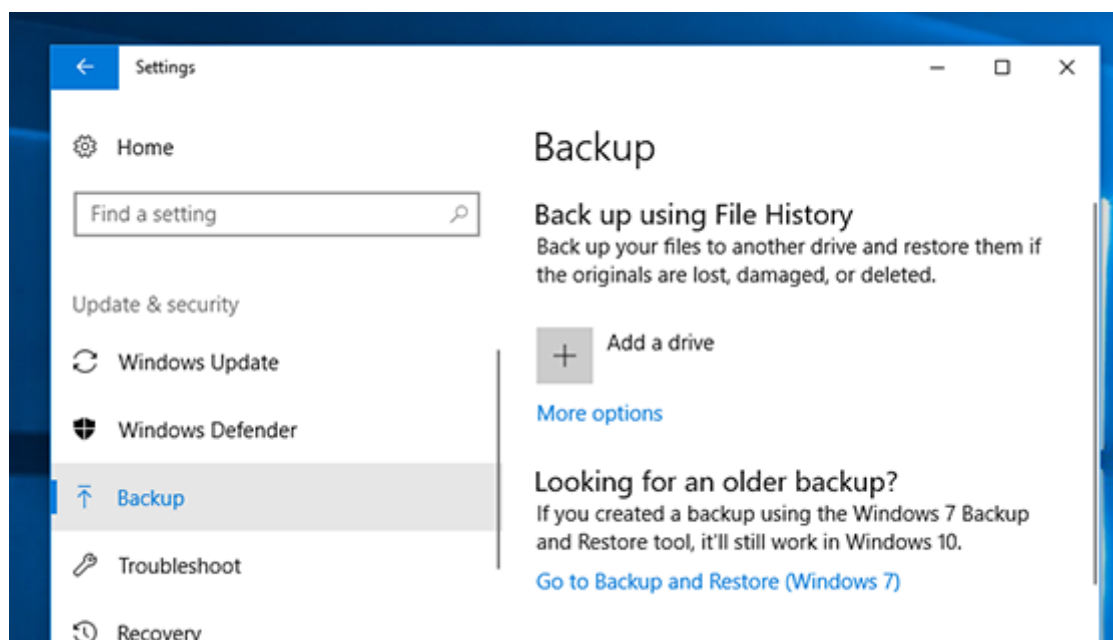 Settings
Home
Find a setting
Update & security
Windows Update
Windows Defender
Backup
Troubleshoot
Recovery
Backup
Back up using File History
Back up your files to another drive and restore them if
the originals are lost, damaged, or deleted.
Add a drive
More options
Looking for an older backup?
If you created a backup using the Windows 7 Backup
and Restore tool, it'll still work in Windows 10.
Go to Backup and Restore (Windows 7)